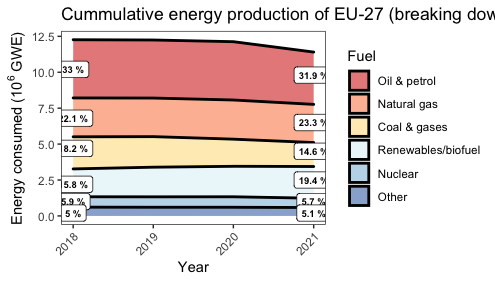 Cummulative energy production of EU-27 (breaking dow
Energy consumed (10⁶ GWE)
12.5
10.0
7.5
5.0
2.5
0.0
33 %
22.1 %
8.2 %
5.8 %
5.9 %
5 %
31.9 %
23.3 %
14.6 %
19.4 %
5.7 %
5.1 %
2018
2019
2020
2021
Year
Fuel
Oil & petrol
Natural gas
Coal & gases
Renewables/biofuel
Nuclear
Other